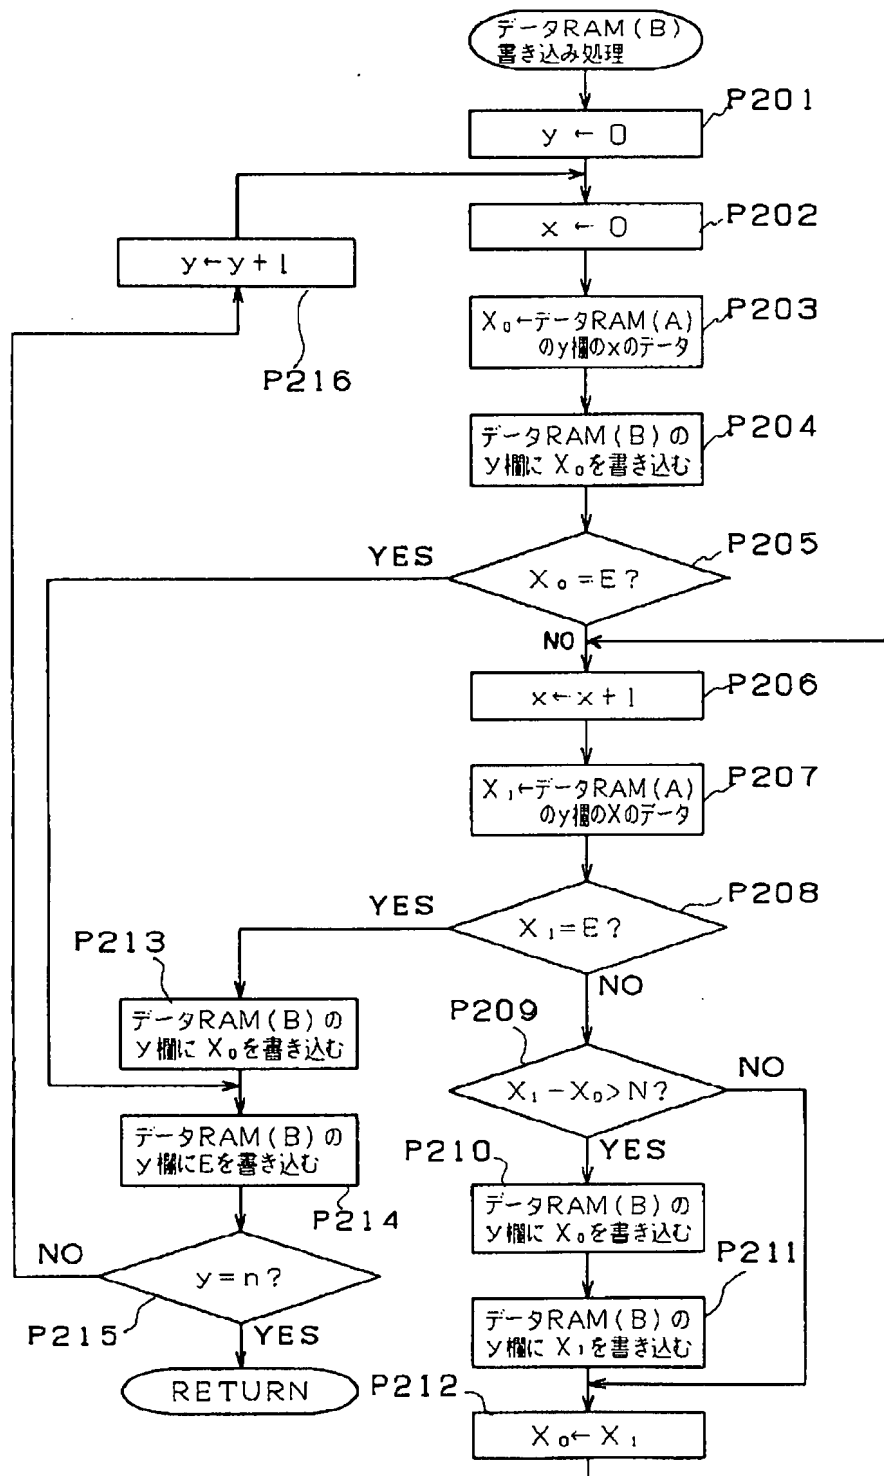 データRAM(B)
書き込み処理
P201
y ← 0
P202
x ← 0
y←y+1
P216
P203
X₀←データRAM(A)
のy欄のxのデータ
P204
データRAM(B)の
y欄に X₀を書き込む
P205
YES
X₀=E?
NO
P206
x←x+1
P207
X₁←データRAM(A)
のy欄のXのデータ
P208
YES
X₁=E?
NO
P213
データRAM(B)の
y欄に X₀を書き込む
P209
X₁-X₀>N?
NO
YES
データRAM(B)の
y欄にEを書き込む
P214
P210
データRAM(B)の
y欄に X₀を書き込む
P211
データRAM(B)の
y欄に X₁を書き込む
NO
y=n?
P215
YES
RETURN
P212
X₀←X₁